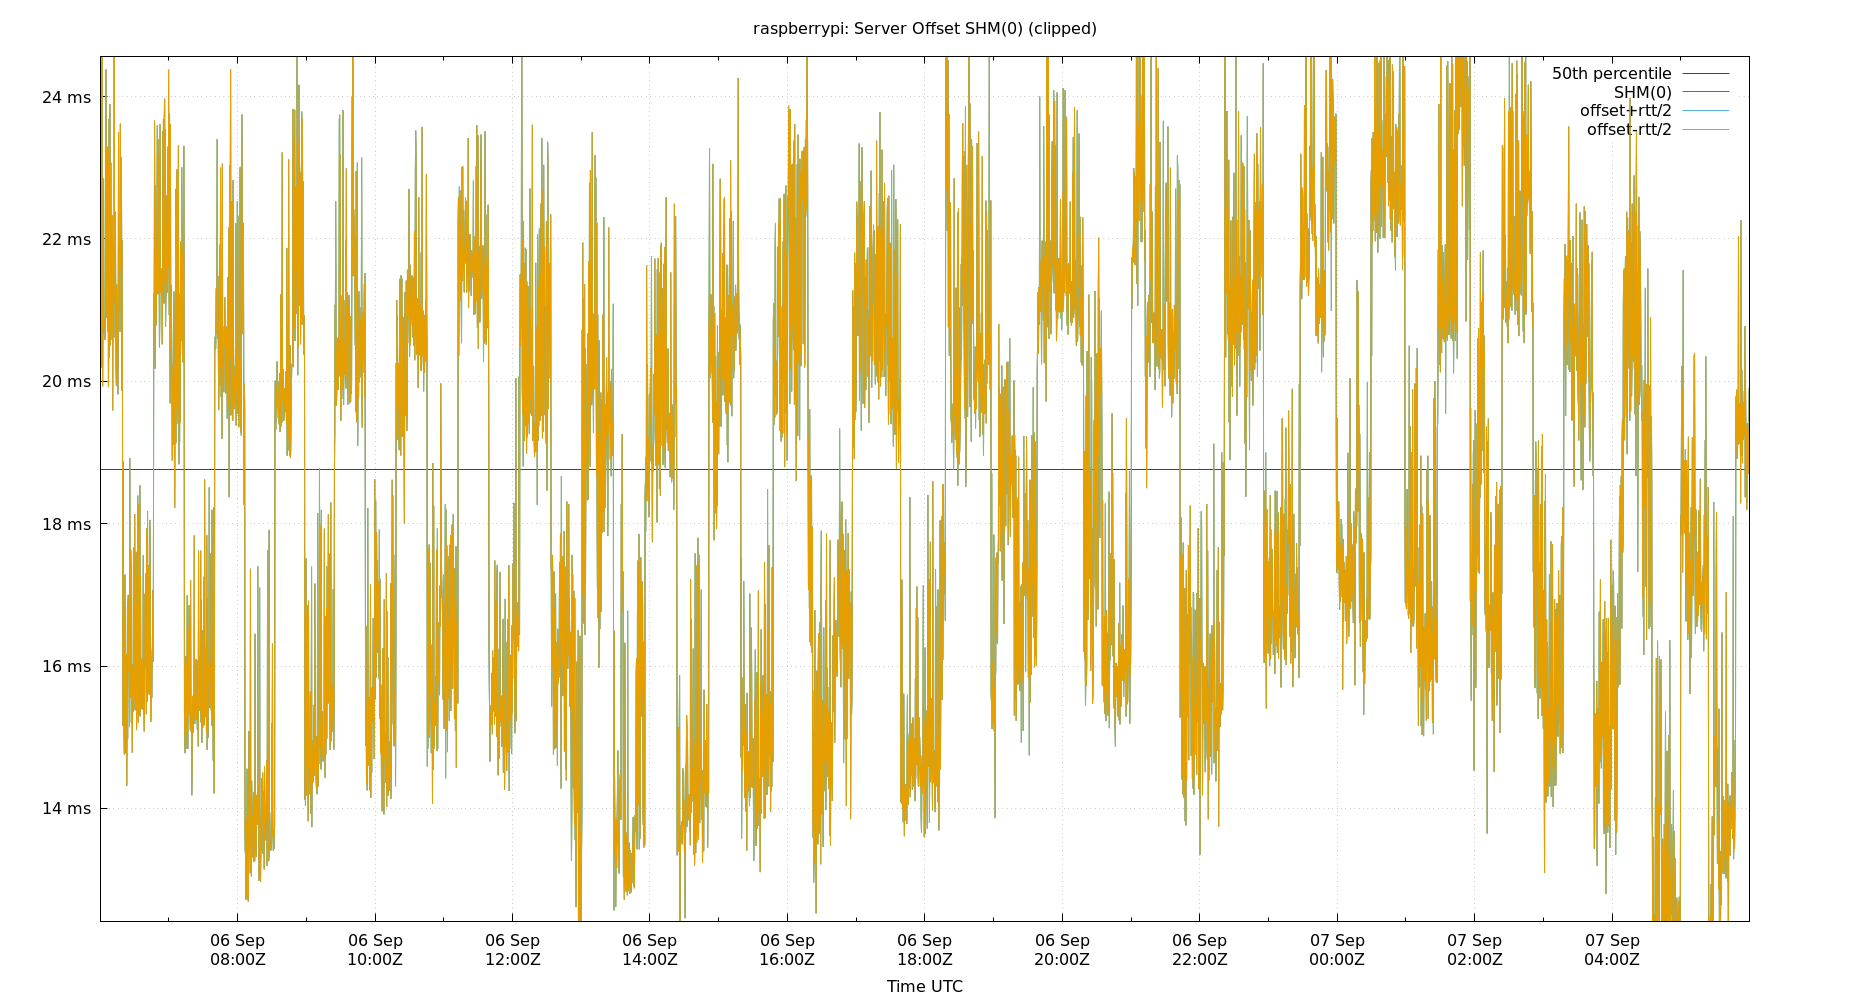 raspberrypi: Server Offset SHM(0) (clipped)
50th percentile
SHM(0)
offset+rtt/2
offset-rtt/2
24 ms
22 ms
20 ms
18 ms
16 ms
14 ms
06 Sep 06 Sep 06 Sep 06 Sep 06 Sep 06 Sep 06 Sep 06 Sep 07 Sep 07 Sep 07 Sep
08:00Z 10:00Z 12:00Z 14:00Z 16:00Z 18:00Z 20:00Z 22:00Z 00:00Z 02:00Z 04:00Z
Time UTC